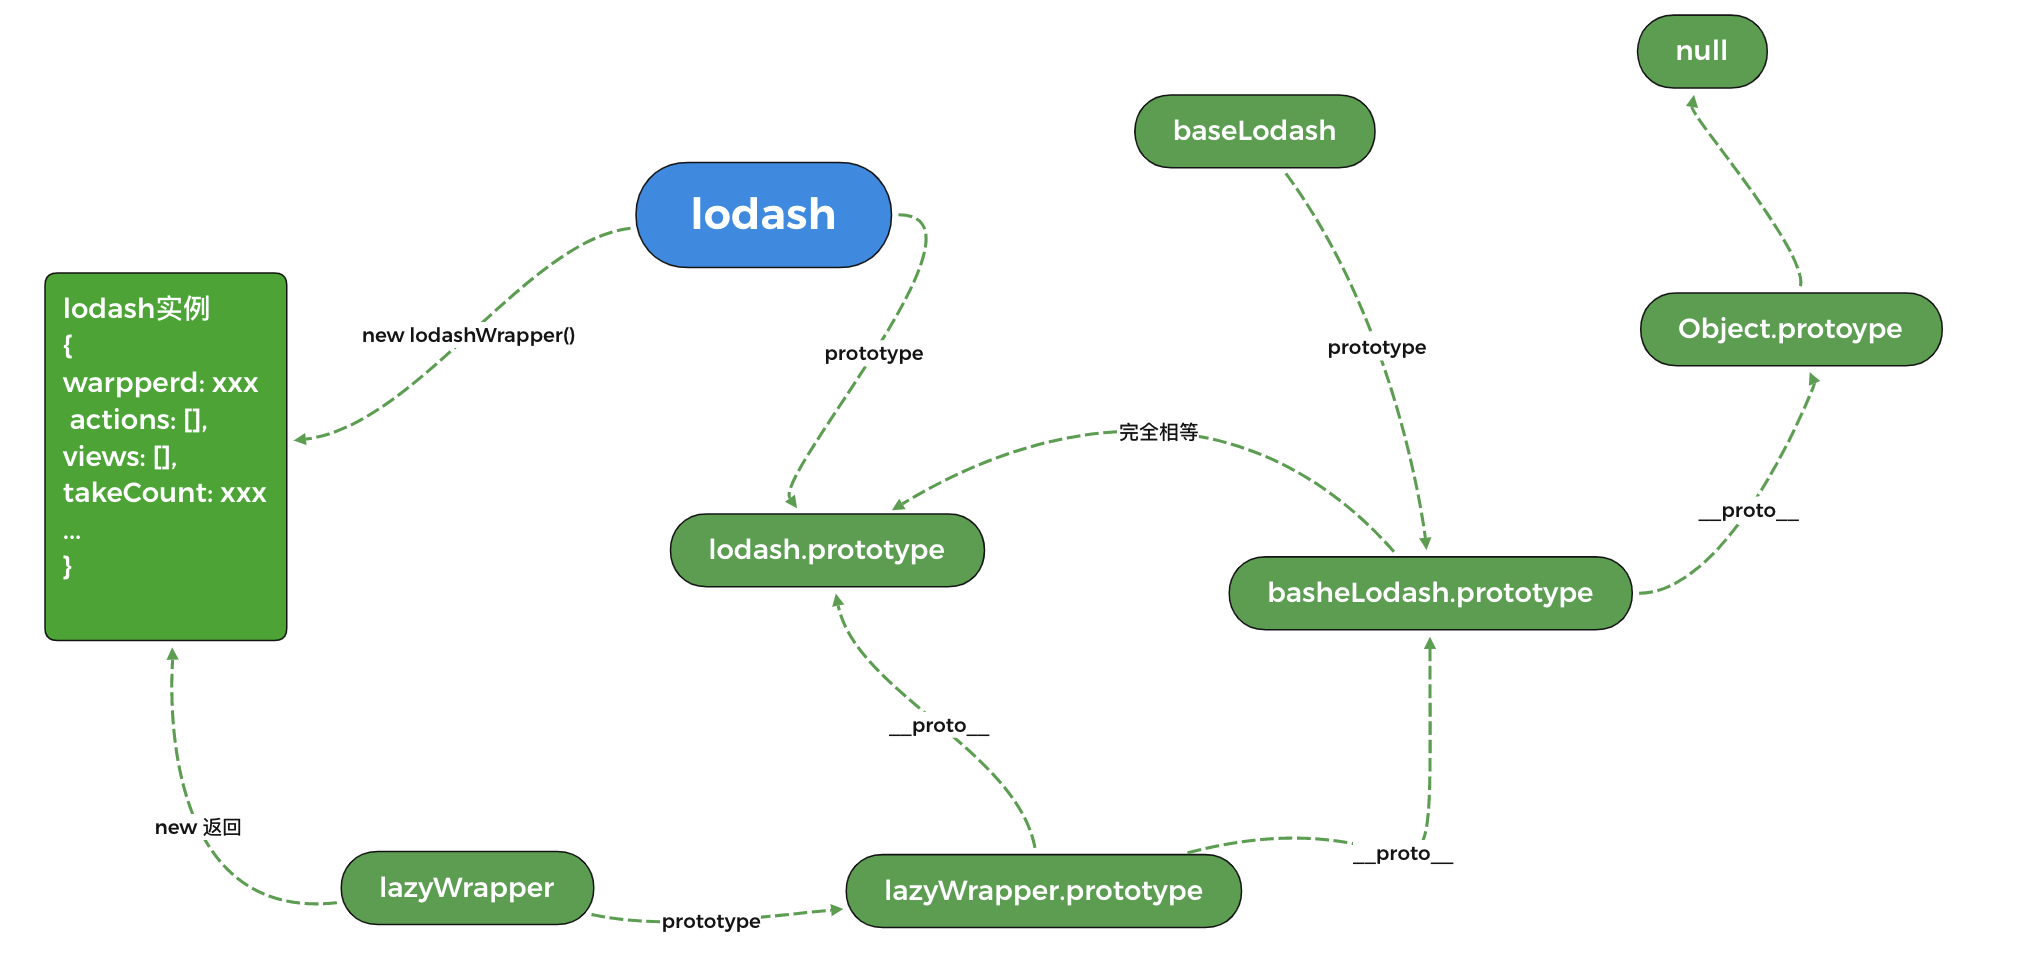 null
baseLodash
lodash
lodash实例
{
warpperd: xxx
actions: [],
views: [],
takeCount: xxx
...
}
new lodashWrapper()
prototype
prototype
Object.protoype
完全相等
__proto__
lodash.prototype
basheLodash.prototype
__proto__
new 返回
__proto__
lazyWrapper
prototype
lazyWrapper.prototype